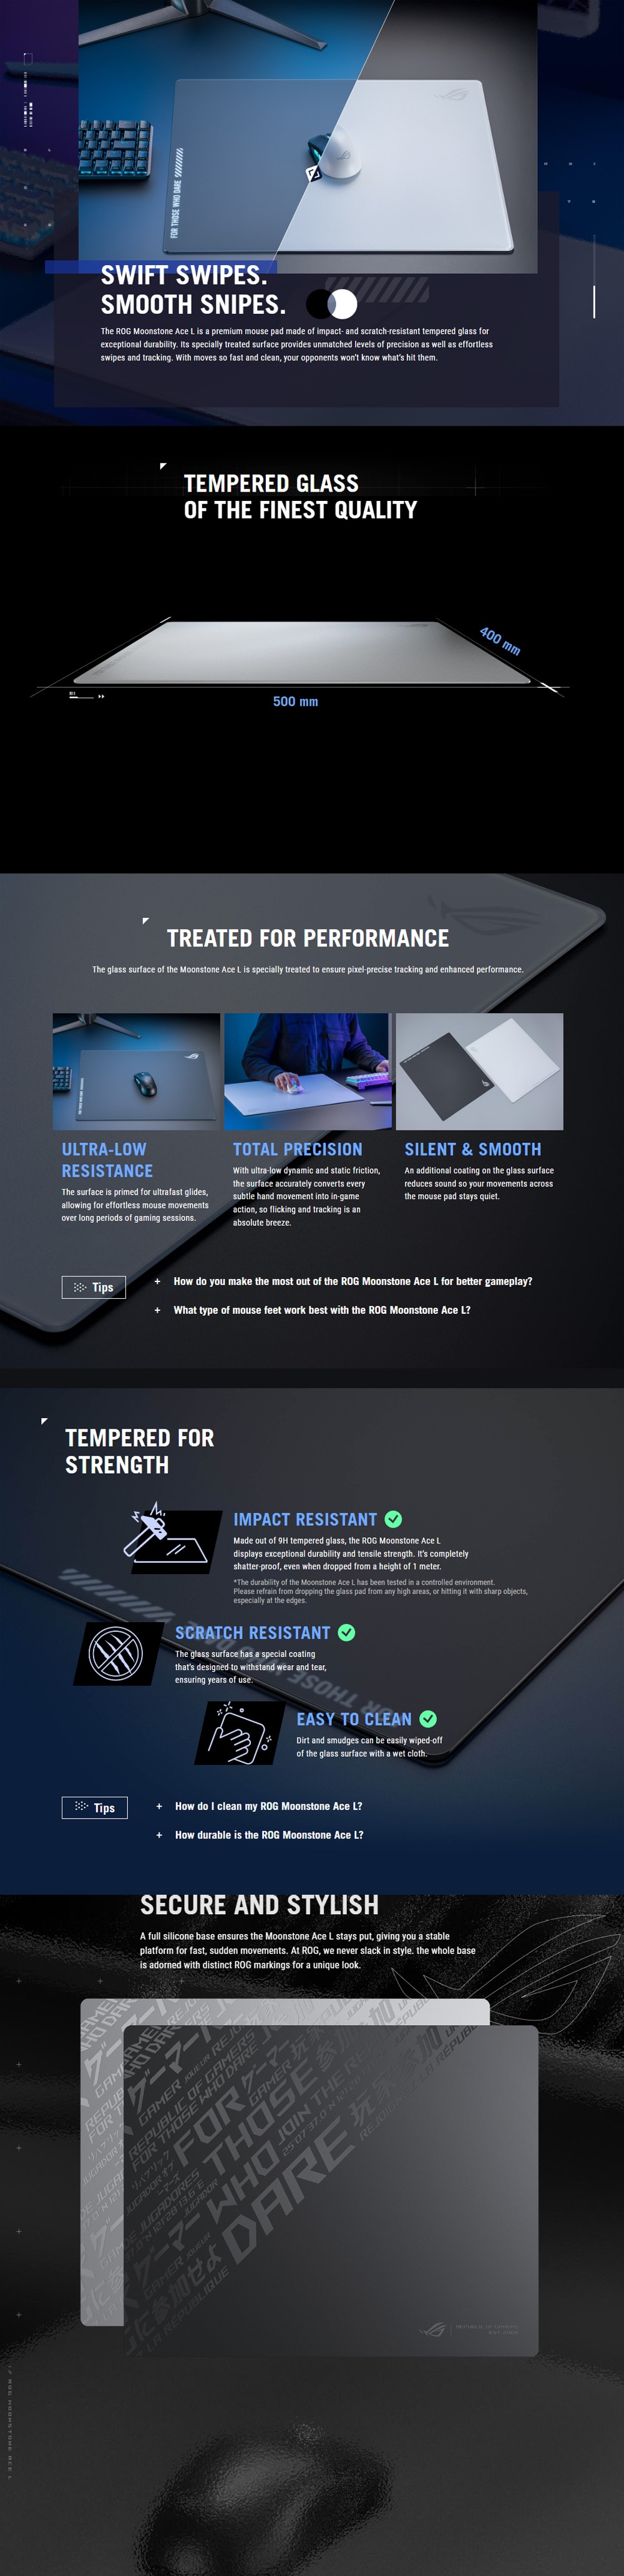 FOR THOSE WHO DARE
SWIFT SWIPES.
SMOOTH SNIPES.
The ROG Moonstone Ace L is a premium mouse pad made of impact- and scratch-resistant tempered glass for
exceptional durability. Its specially treated surface provides unmatched levels of precision as well as effortless
swipes and tracking. With moves so fast and clean, your opponents won't know what's hit them.
TEMPERED GLASS
OF THE FINEST QUALITY
400 mm
500 mm
TREATED FOR PERFORMANCE
The glass surface of the Moonstone Ace L is specially treated to ensure pixel-precise tracking and enhanced performance.
ULTRA-LOW
RESISTANCE
The surface is primed for ultrafast glides,
allowing for effortless mouse movements
over long periods of gaming sessions.
TOTAL PRECISION
With ultra-low dynamic and static friction,
the surface accurately converts every
subtle hand movement into in-game
action, so flicking and tracking is an
absolute breeze.
SILENT & SMOOTH
An additional coating on the glass surface
reduces sound so your movements across
the mouse pad stays quiet.
Tips
+ How do you make the most out of the ROG Moonstone Ace L for better gameplay?
+ What type of mouse feet work best with the ROG Moonstone Ace L?
TEMPERED FOR
STRENGTH
IMPACT RESISTANT
Made out of 9H tempered glass, the ROG Moonstone Ace L
displays exceptional durability and tensile strength. It's completely
shatter-proof, even when dropped from a height of 1 meter.
*The durability of the Moonstone Ace L has been tested in a controlled environment.
Please refrain from dropping the glass pad from any high areas, or hitting it with sharp objects,
especially at the edges.
SCRATCH RESISTANT
The glass surface has a special coating
that's designed to withstand wear and tear,
ensuring years of use.
FOR THOSE WHO DARE
EASY TO CLEAN
Dirt and smudges can be easily wiped-off
of the glass surface with a wet cloth.
Tips
+ How do I clean my ROG Moonstone Ace L?
+ How durable is the ROG Moonstone Ace L?
SECURE AND STYLISH
A full silicone base ensures the Moonstone Ace L stays put, giving you a stable
platform for fast, sudden movements. At ROG, we never slack in style. the whole base
is adorned with distinct ROG markings for a unique look.
FOR
THOSE
WHO
DARE